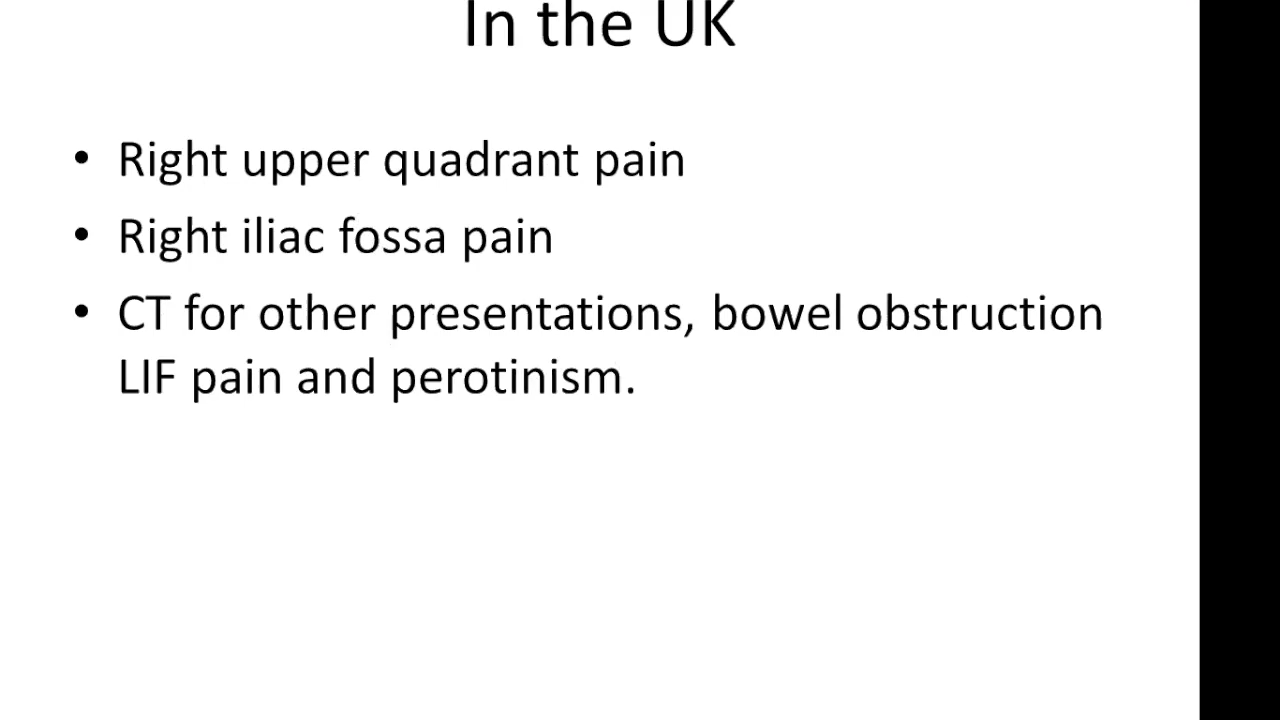 In the UK
• Right upper quadrant pain
• Right iliac fossa pain
• CT for other presentations, bowel obstruction
LIF pain and perotinism.